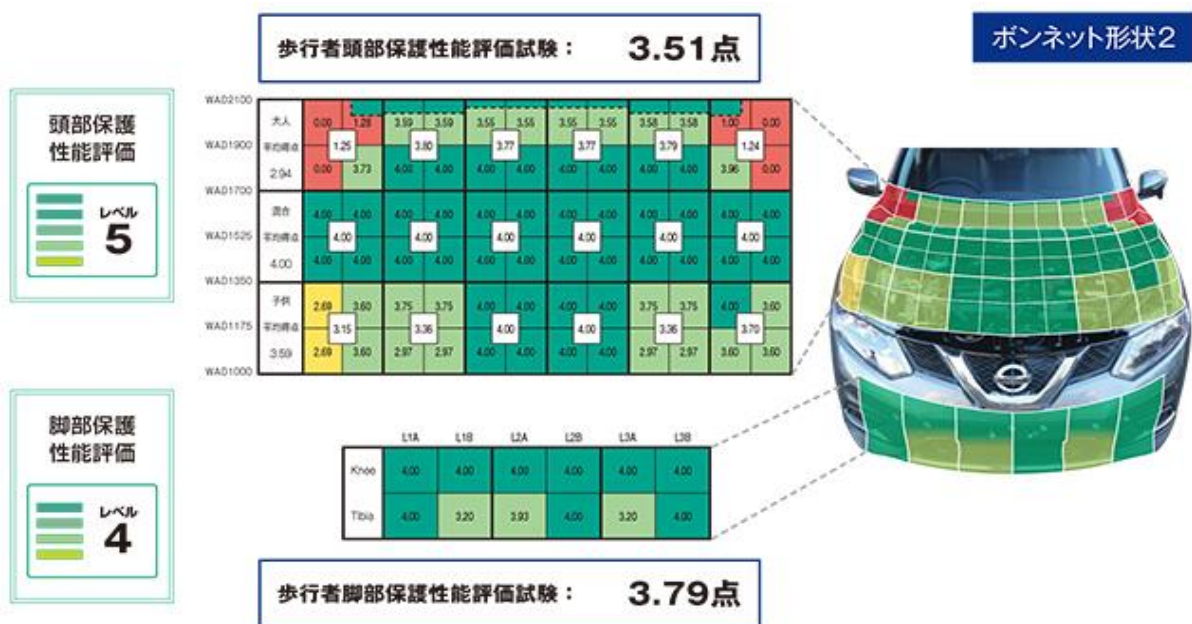 歩行者頭部保護性能評価試験： 3.51点
ボンネット形状2
頭部保護
性能評価
レベル
5
WAD2100
大人 0.00 1.28 3.59 3.59 3.55 3.55 3.55 3.55 3.58 3.58 1.00 0.00
WAD1900 平均得点 1.25 3.80 3.77 3.77 3.79 1.24
2.94 0.00 3.73 4.00 4.00 4.00 4.00 4.00 4.00 4.00 4.00 3.96 0.00
WAD1700
混合 4.00 4.00 4.00 4.00 4.00 4.00 4.00 4.00 4.00 4.00 4.00 4.00
WAD1525 平均得点 4.00 4.00 4.00 4.00 4.00 4.00
4.00 4.00 4.00 4.00 4.00 4.00 4.00 4.00 4.00 4.00 4.00 4.00 4.00
WAD1350
子供 2.69 3.60 3.75 3.75 4.00 4.00 4.00 4.00 3.75 3.75 4.00 3.60
WAD1175 平均得点 3.15 3.36 4.00 4.00 3.36 3.70
3.59 2.69 3.60 2.97 2.97 4.00 4.00 4.00 4.00 2.97 2.97 3.60 3.60
WAD1000
脚部保護
性能評価
レベル
4
L1A L1B L2A L2B L3A L3B
Knee 4.00 4.00 4.00 4.00 4.00 4.00
Tibia 4.00 3.20 3.93 4.00 3.20 4.00
歩行者脚部保護性能評価試験： 3.79点